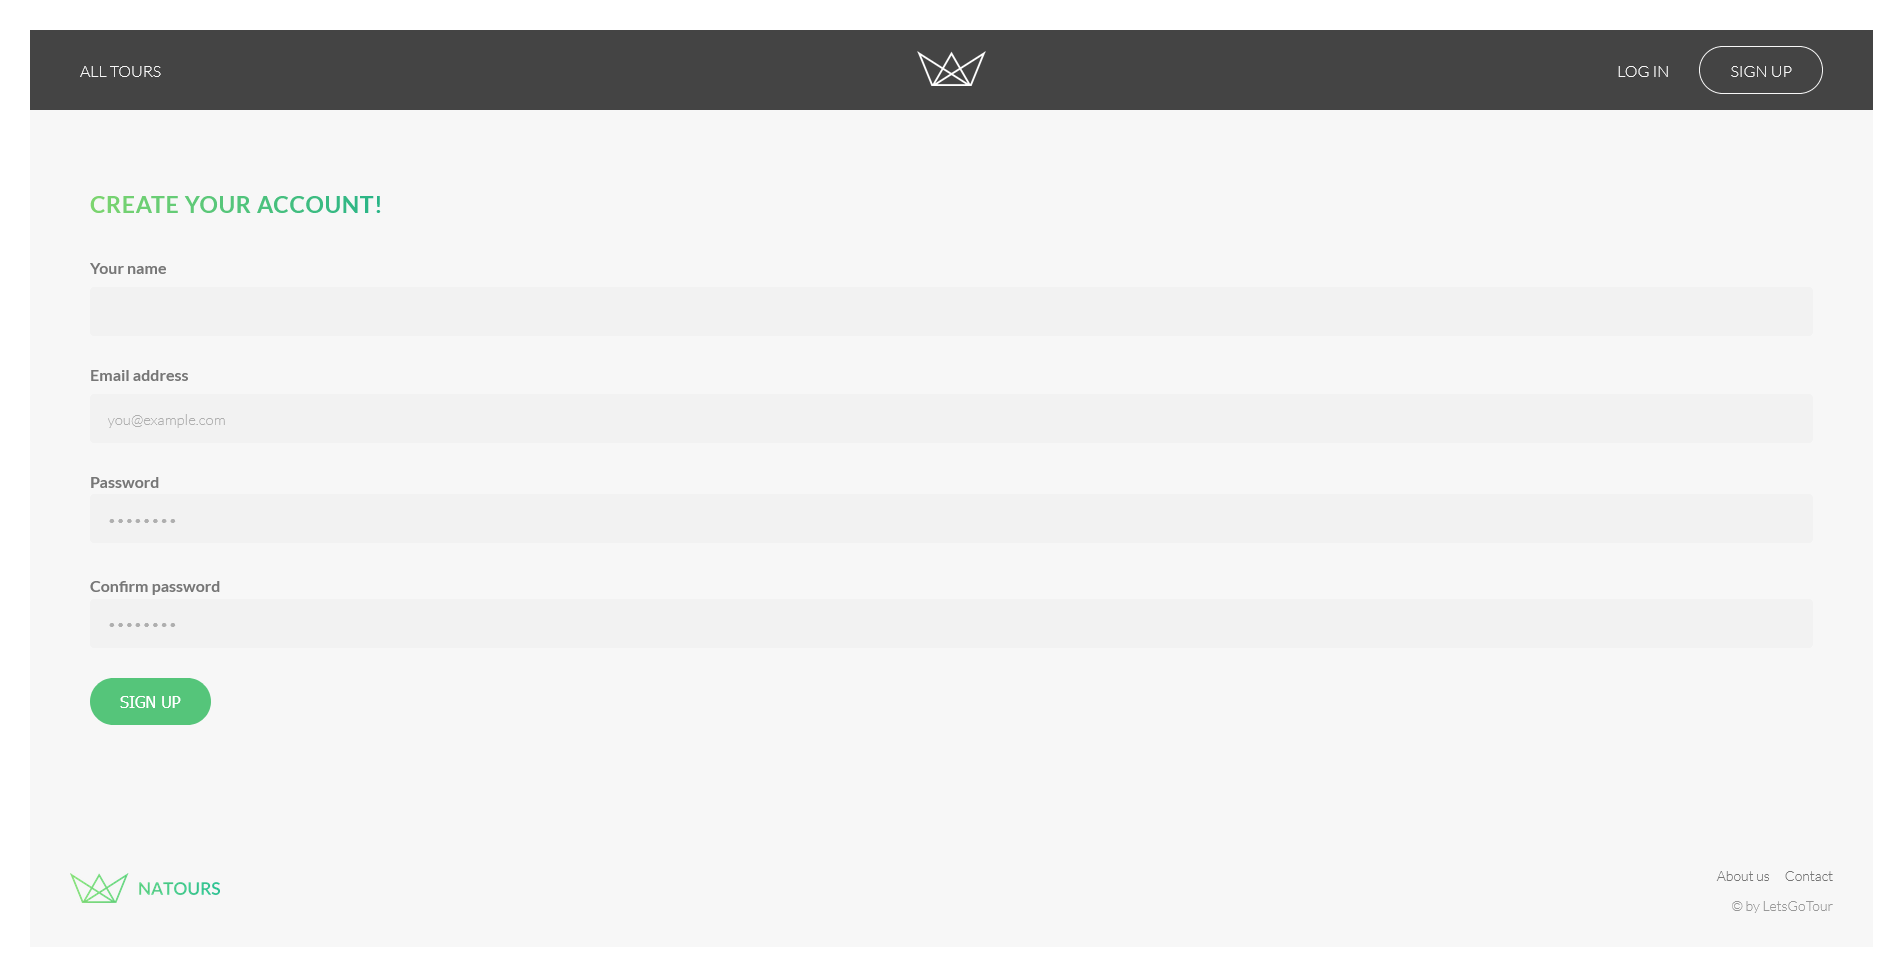 ALL TOURS
LOG IN
SIGN UP
CREATE YOUR ACCOUNT!
Your name
Email address
you@example.com
Password
••••••••
Confirm password
••••••••
SIGN UP
NATOURS
About us Contact
© by LetsGoTour